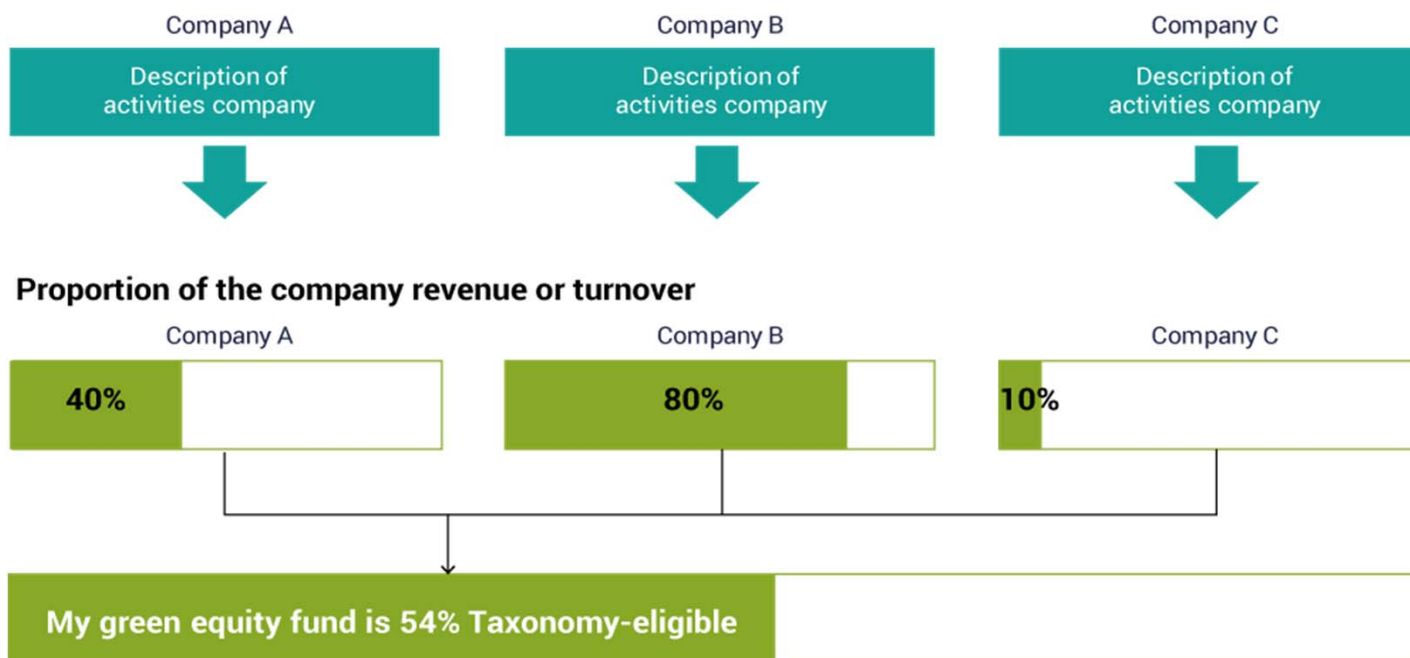 Company A
Company B
Company C
Description of
activities company
Description of
activities company
Description of
activities company
Proportion of the company revenue or turnover
Company A
Company B
Company C
40%
80%
10%
My green equity fund is 54% Taxonomy-eligible